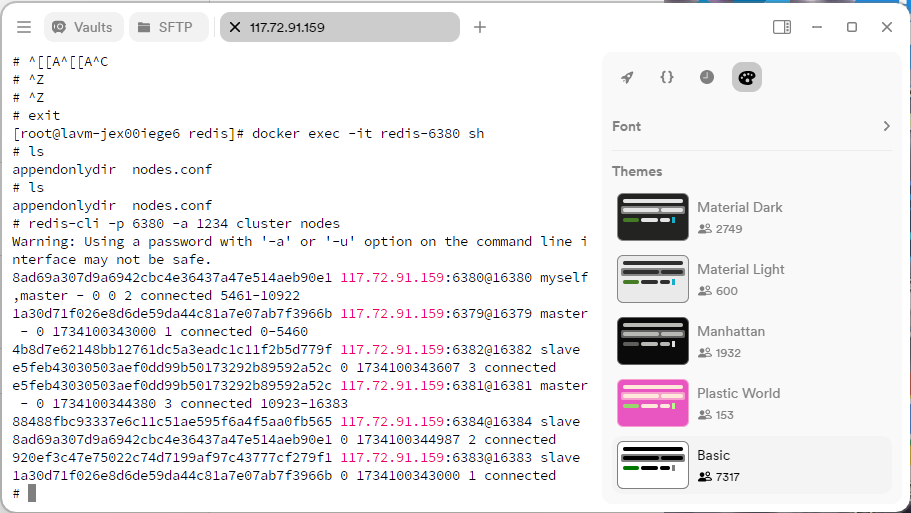 Vaults
SFTP
117.72.91.159
# ^[[A^[[A^C
# ^Z
# ^Z
# exit
[root@lavm-jex00iege6 redis]# docker exec -it redis-6380 sh
# ls
appendonlydir  nodes.conf
# ls
appendonlydir  nodes.conf
# redis-cli -p 6380 -a 1234 cluster nodes
Warning: Using a password with '-a' or '-u' option on the command line i
nterface may not be safe.
8ad69a307d9a6942cbc4e36437a47e514aeb90e1 117.72.91.159:6380@16380 myself
,master - 0 0 2 connected 5461-10922
1a30d71f026e8d6de59da44c81a7e07ab7f3966b 117.72.91.159:6379@16379 master
 - 0 1734100343000 1 connected 0-5460
4b8d7e62148bb12761dc5a3eadc1c11f2b5d779f 117.72.91.159:6382@16382 slave
e5feb43030503aef0dd99b50173292b89592a52c 0 1734100343607 3 connected
e5feb43030503aef0dd99b50173292b89592a52c 117.72.91.159:6381@16381 master
 - 0 1734100344380 3 connected 10923-16383
88488fbc93337e6c11c51ae595f6a4f5aa0fb565 117.72.91.159:6384@16384 slave
8ad69a307d9a6942cbc4e36437a47e514aeb90e1 0 1734100344987 2 connected
920ef3c47e75022c74d7199af97c43777cf279f1 117.72.91.159:6383@16383 slave
1a30d71f026e8d6de59da44c81a7e07ab7f3966b 0 1734100343000 1 connected
#
Font
Themes
Material Dark
2749
Material Light
600
Manhattan
1932
Plastic World
153
Basic
7317